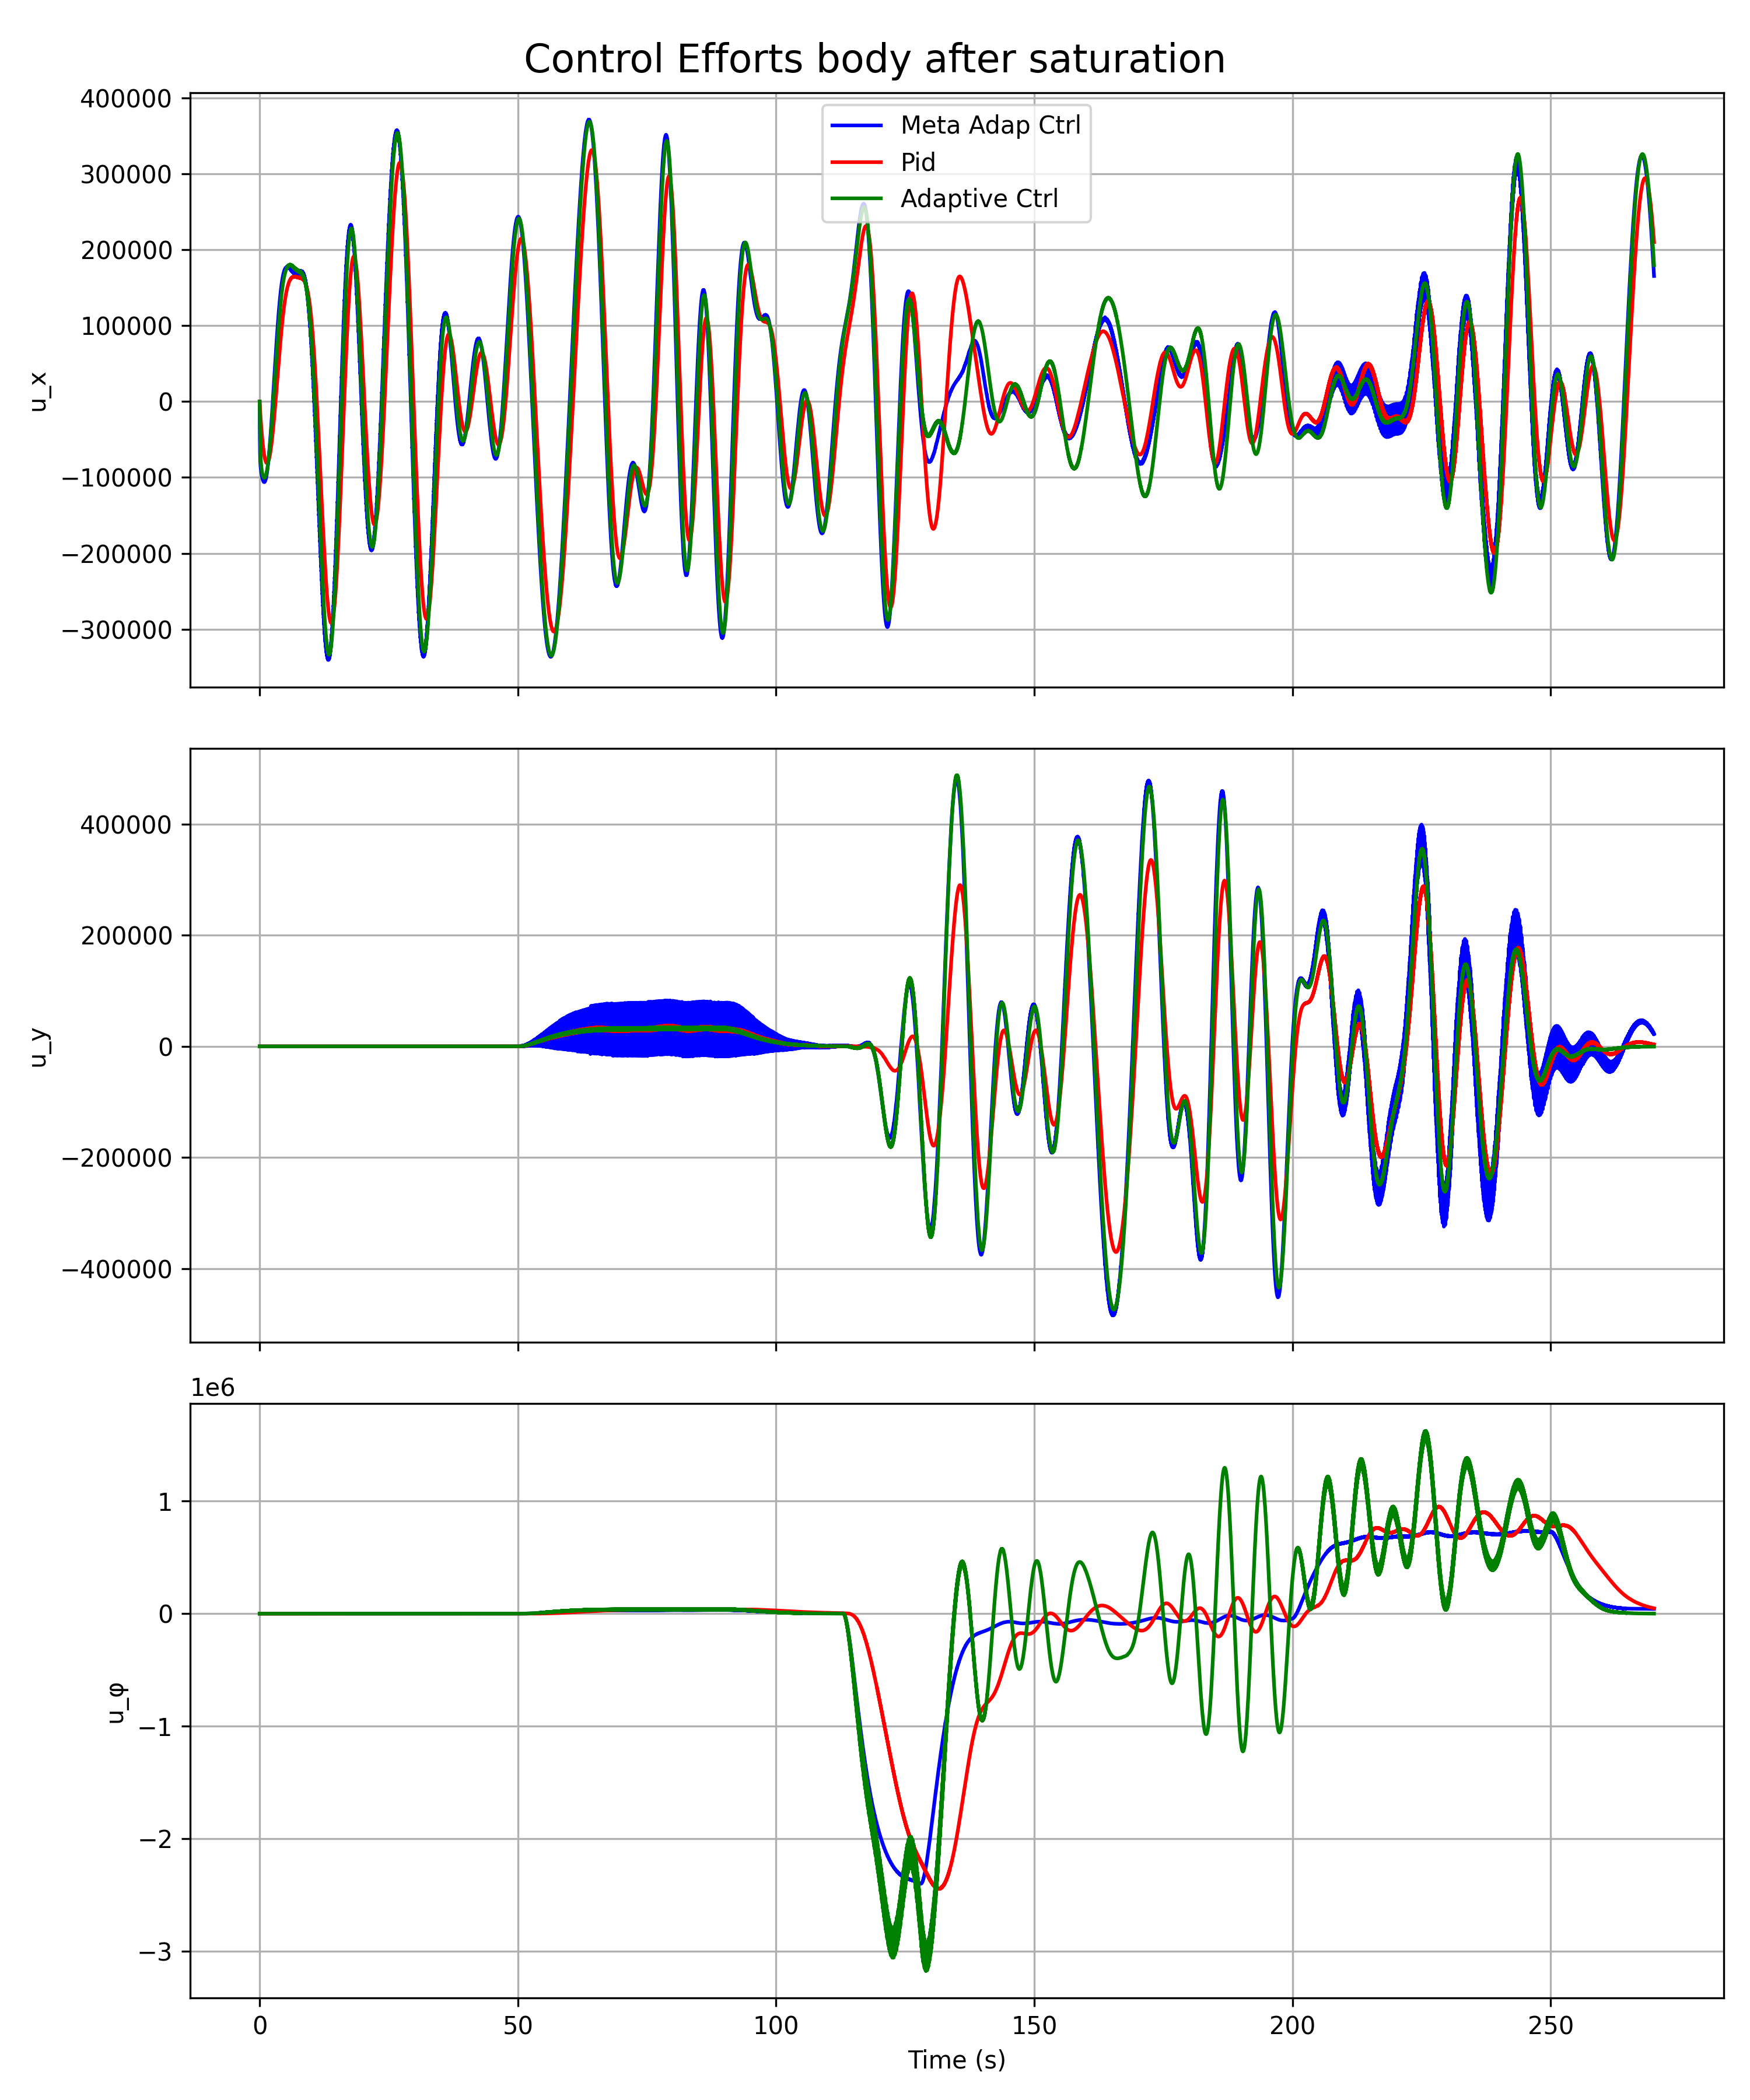 Control Efforts body after saturation
400000
300000
200000
100000
0
−100000
−200000
−300000
u_x
Meta Adap Ctrl
Pid
Adaptive Ctrl
400000
200000
0
−200000
−400000
u_y
1e6
1
0
−1
−2
−3
u_φ
0 50 100 150 200 250
Time (s)